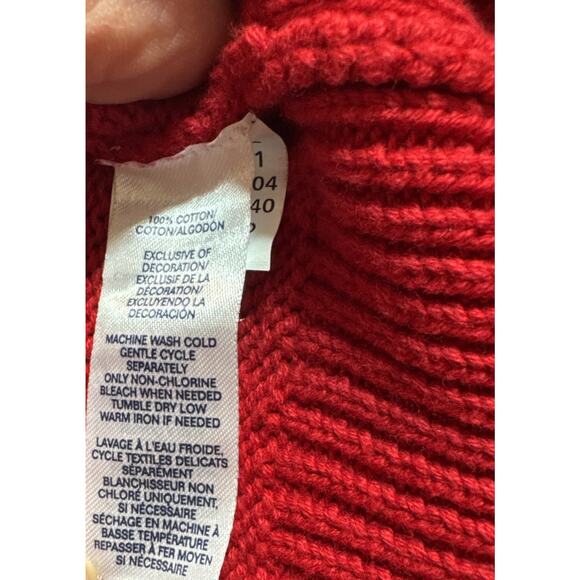 100% COTTON/
COTON/ALGODÓN
EXCLUSIVE OF
DECORATION/
EXCLUSIF DE LA
DÉCORATION/
EXCLUYENDO LA
DECORACIÓN
MACHINE WASH COLD
GENTLE CYCLE
SEPARATELY
ONLY NON-CHLORINE
BLEACH WHEN NEEDED
TUMBLE DRY LOW
WARM IRON IF NEEDED
LAVAGE À L'EAU FROIDE,
CYCLE TEXTILES DELICATS
SÉPARÉMENT
BLANCHISSEUR NON
CHLORÉ UNIQUEMENT,
SI NÉCESSAIRE
SÉCHAGE EN MACHINE À
BASSE TEMPÉRATURE
REPASSER À FER MOYEN
SI NÉCESSAIRE
1
04
40